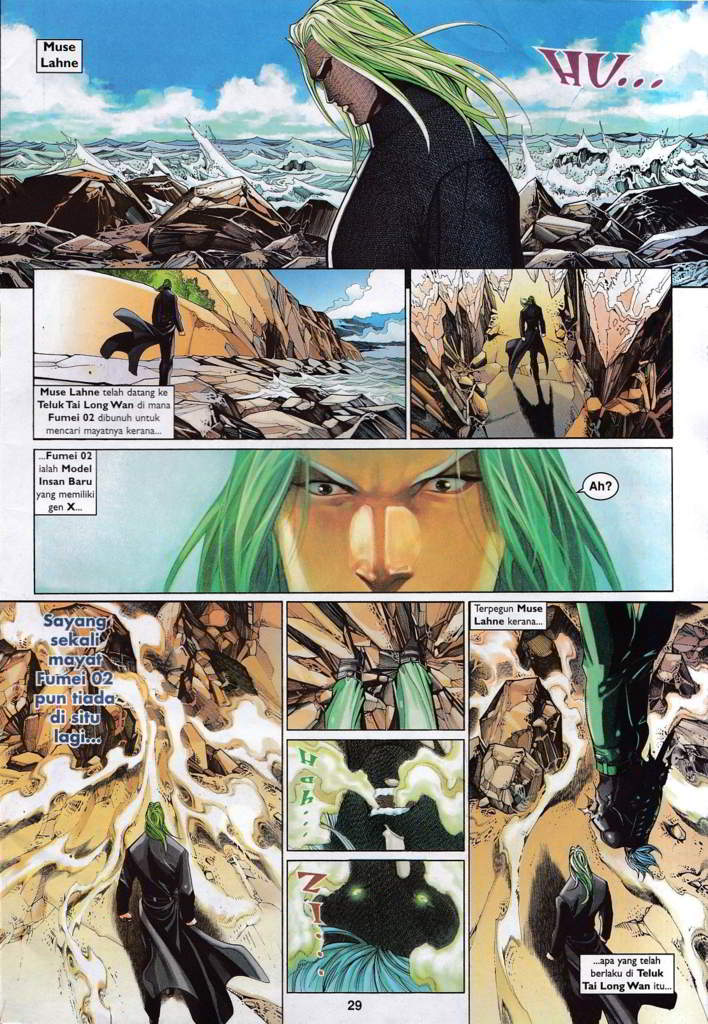 Muse
Lahne
HU...
Muse Lahne telah datang ke
Teluk Tai Long Wan di mana
Fumei 02 dibunuh untuk
mencari mayatnya kerana...
...Fumei 02
ialah Model
Insan Baru
yang memiliki
gen X...
Ah?
Sayang
sekali
mayat
Fumei 02
pun tiada
di situ
lagi...
Hah...
ZZI...
Terpegun Muse
Lahne kerana...
...apa yang telah
berlaku di Teluk
Tai Long Wan itu...
29